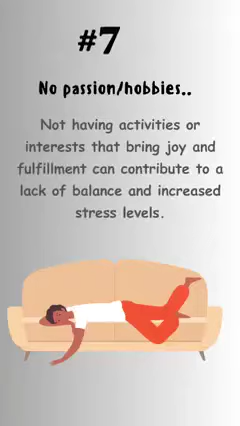 #7
No passion/hobbies..
Not having activities or
interests that bring joy and
fulfillment can contribute to a
lack of balance and increased
stress levels.